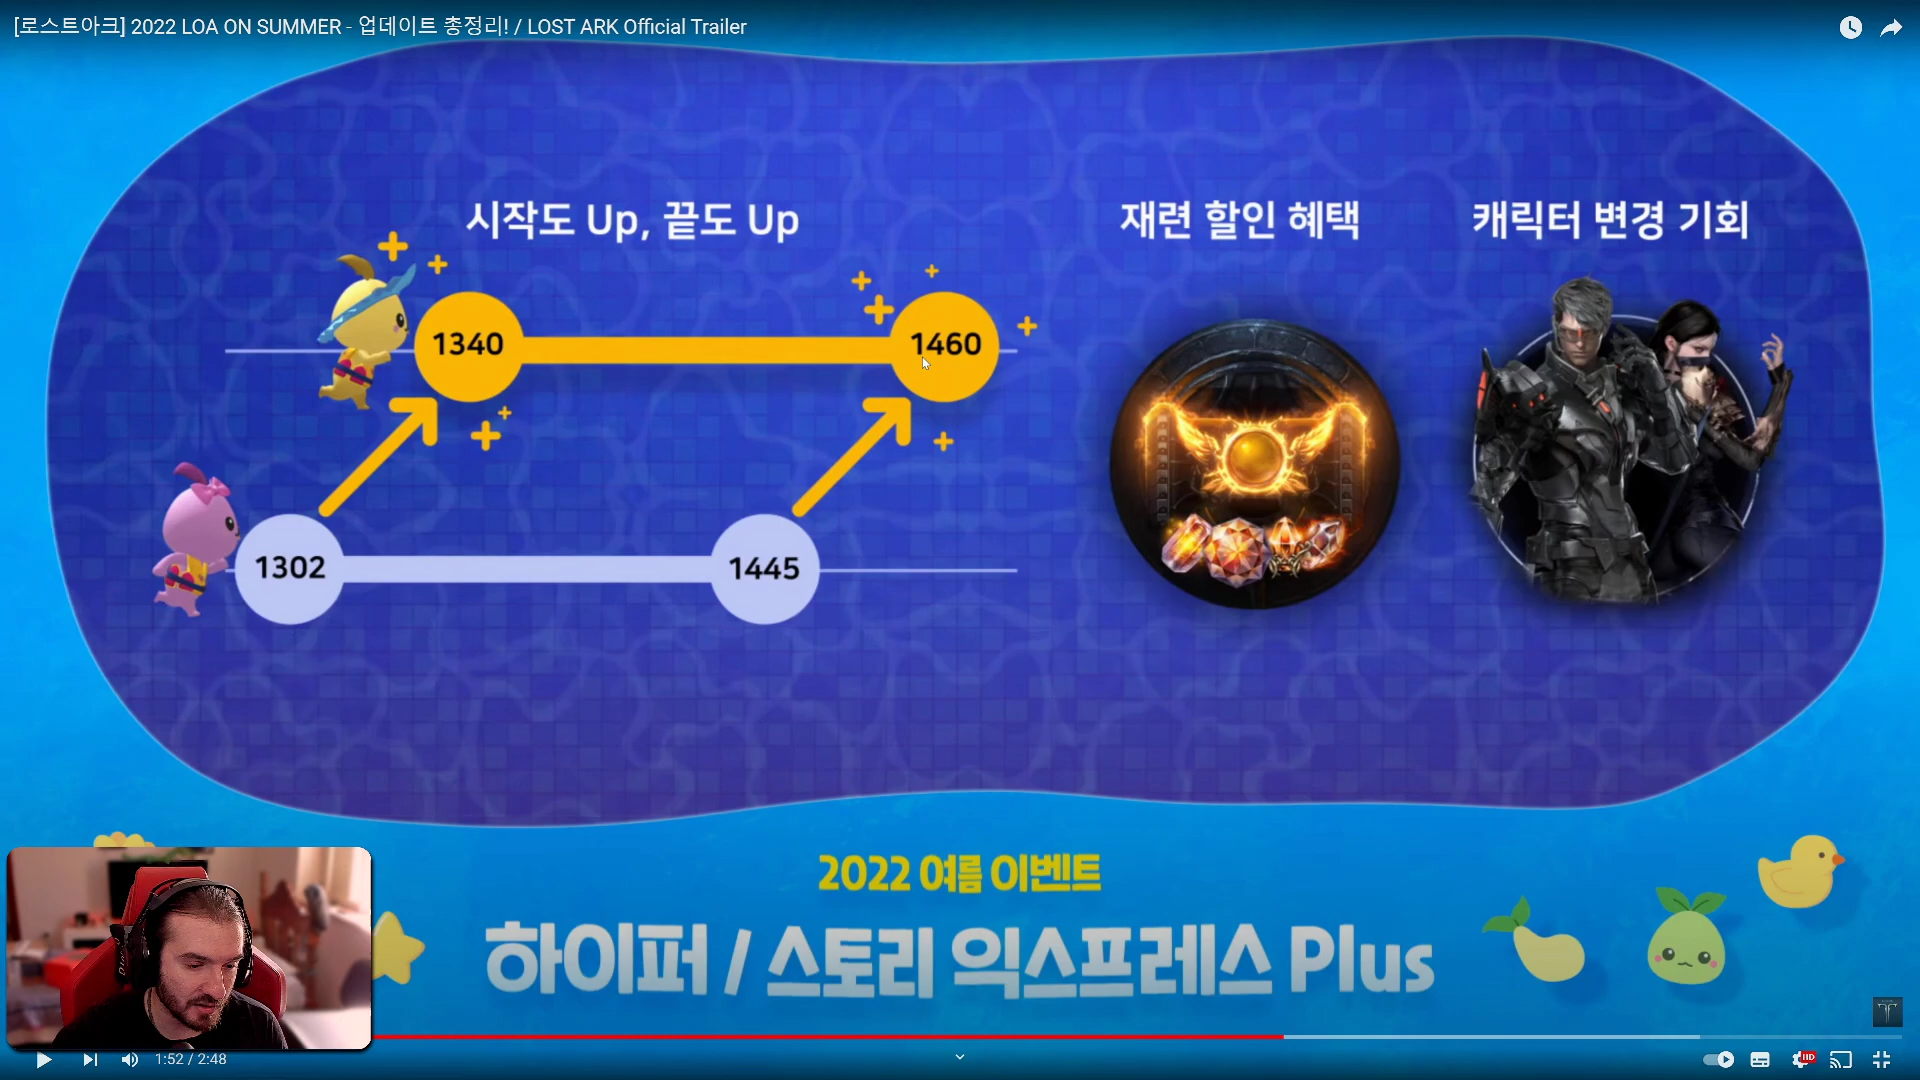 [로스트아크] 2022 LOA ON SUMMER - 업데이트 총정리! / LOST ARK Official Trailer
시작도 Up, 끝도 Up
재련 할인 혜택
캐릭터 변경 기회
1340
1460
1302
1445
2022 여름 이벤트
하이퍼 / 스토리 익스프레스 Plus
1:52 / 2:48
HD